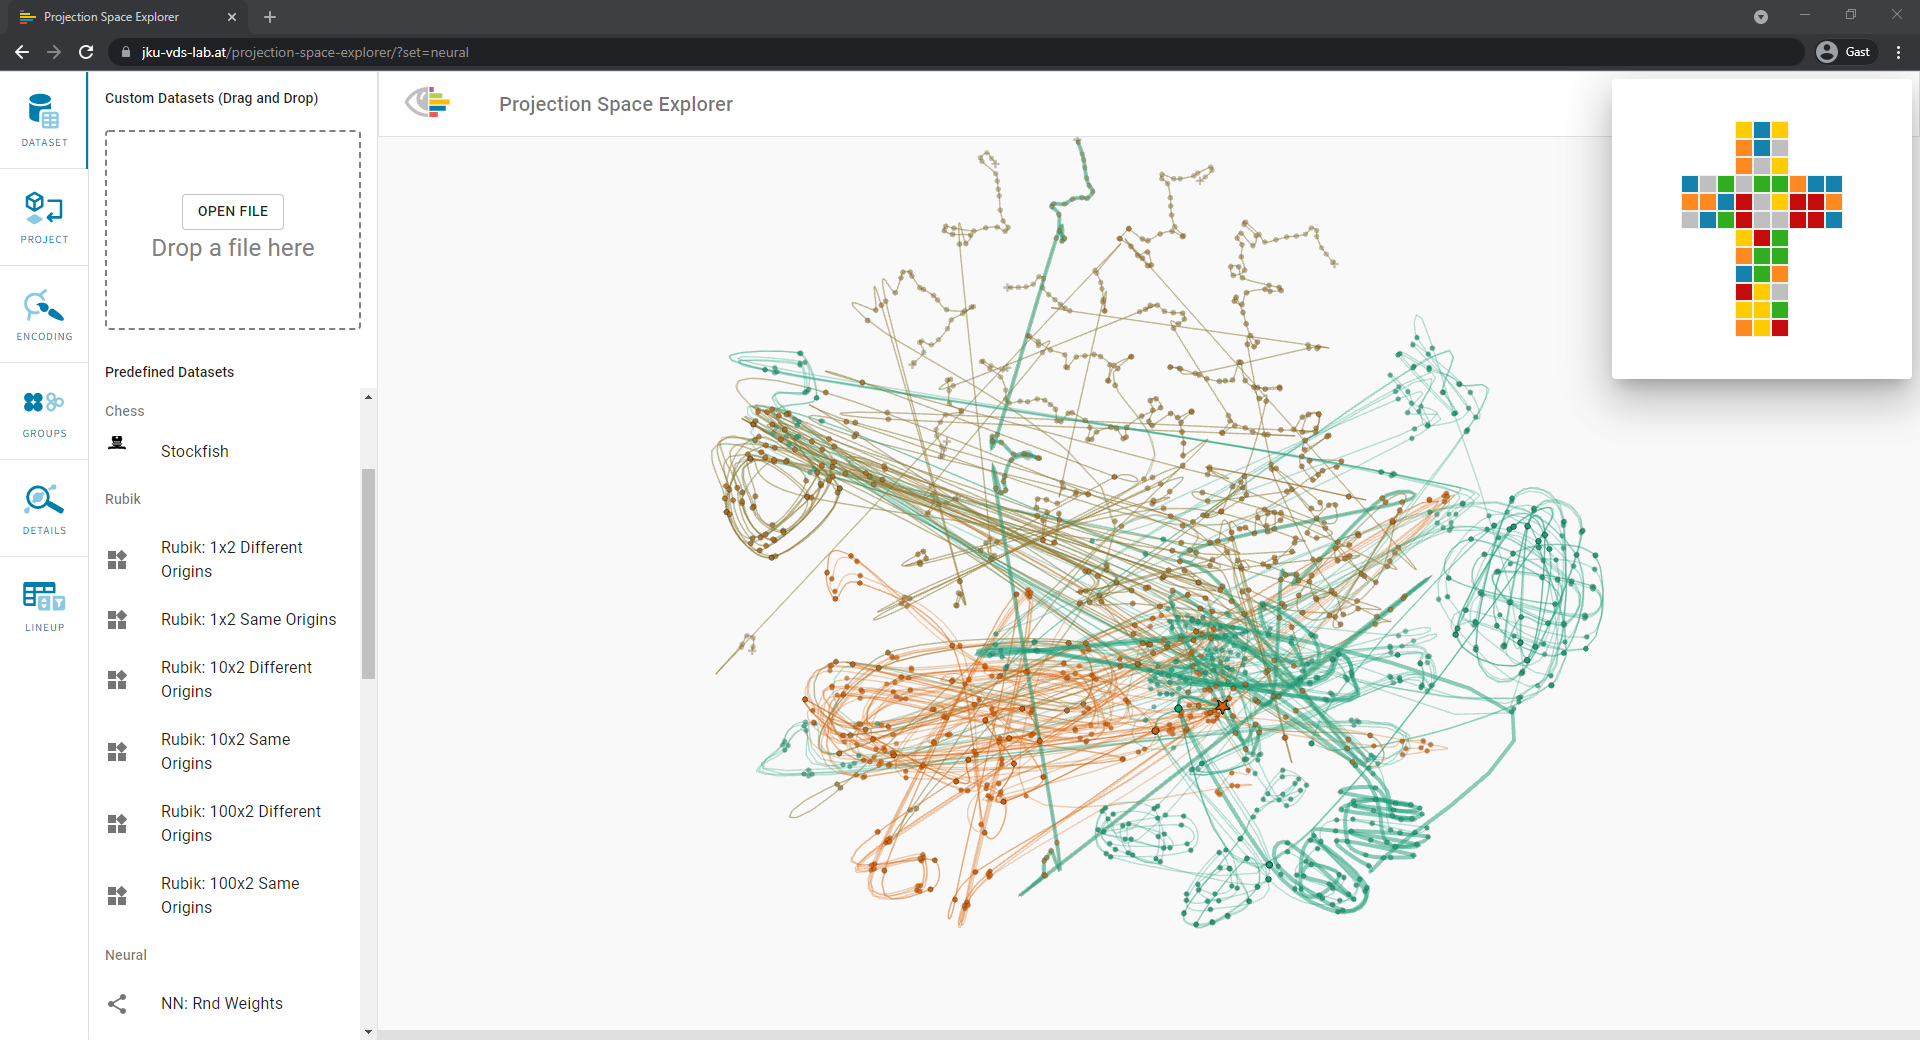 Projection Space Explorer
jku-vds-lab.at/projection-space-explorer/?set=neural
Gast
DATASET
PROJECT
ENCODING
GROUPS
DETAILS
LINEUP
Custom Datasets (Drag and Drop)
OPEN FILE
Drop a file here
Predefined Datasets
Chess
Stockfish
Rubik
Rubik: 1x2 Different
Origins
Rubik: 1x2 Same Origins
Rubik: 10x2 Different
Origins
Rubik: 10x2 Same
Origins
Rubik: 100x2 Different
Origins
Rubik: 100x2 Same
Origins
Neural
NN: Rnd Weights
Projection Space Explorer